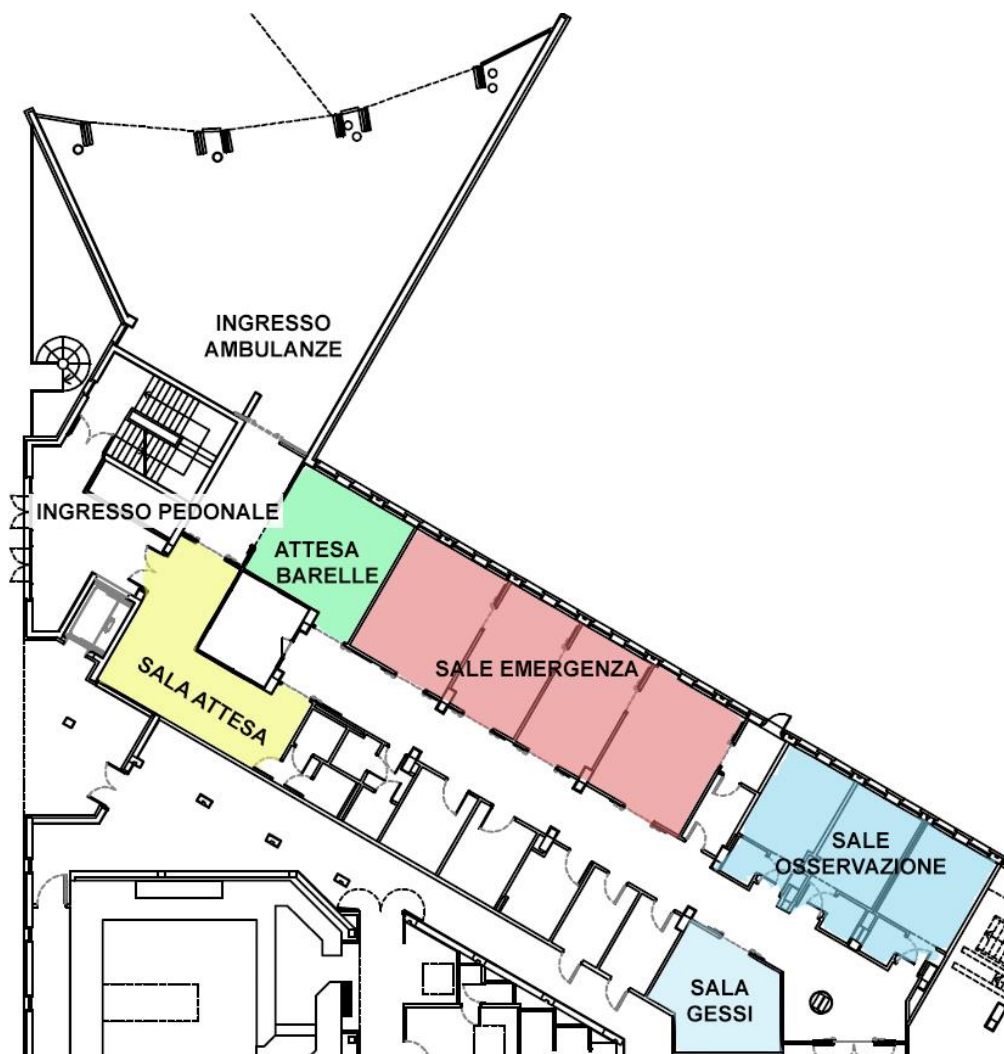 INGRESSO
AMBULANZE
INGRESSO PEDONALE
ATTESA
BARELLE
SALE EMERGENZA
SALA ATTESA
SALE
OSSERVAZIONE
SALA
GESSI